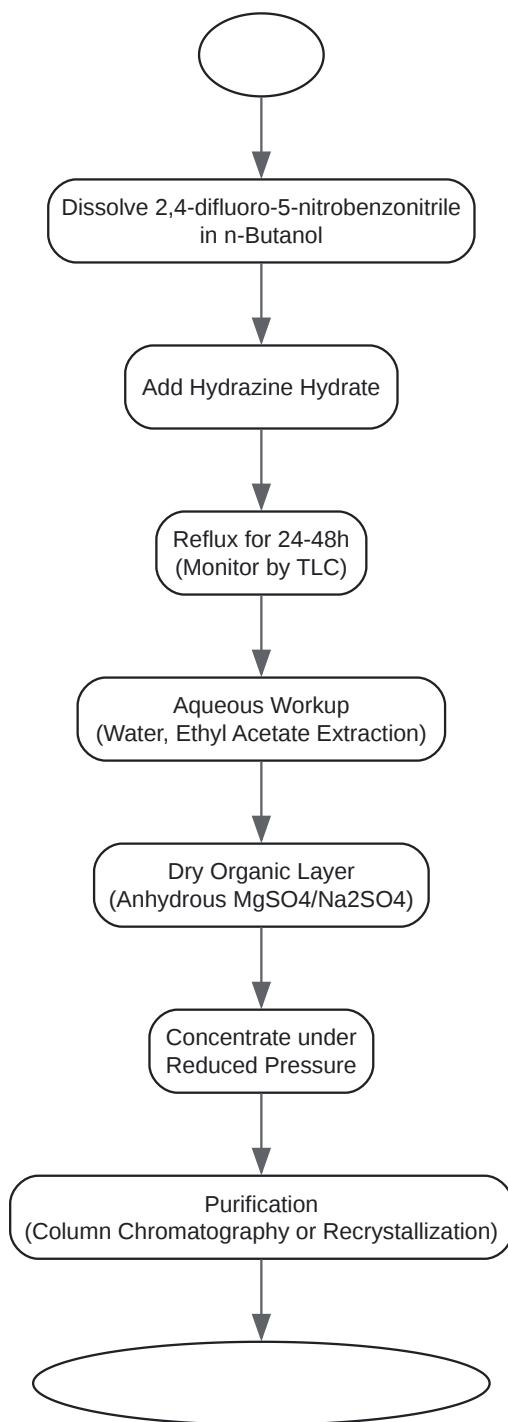 Dissolve 2,4-difluoro-5-nitrobenzonitrile
in n-Butanol
Add Hydrazine Hydrate
Reflux for 24-48h
(Monitor by TLC)
Aqueous Workup
(Water, Ethyl Acetate Extraction)
Dry Organic Layer
(Anhydrous MgSO4/Na2SO4)
Concentrate under
Reduced Pressure
Purification
(Column Chromatography or Recrystallization)